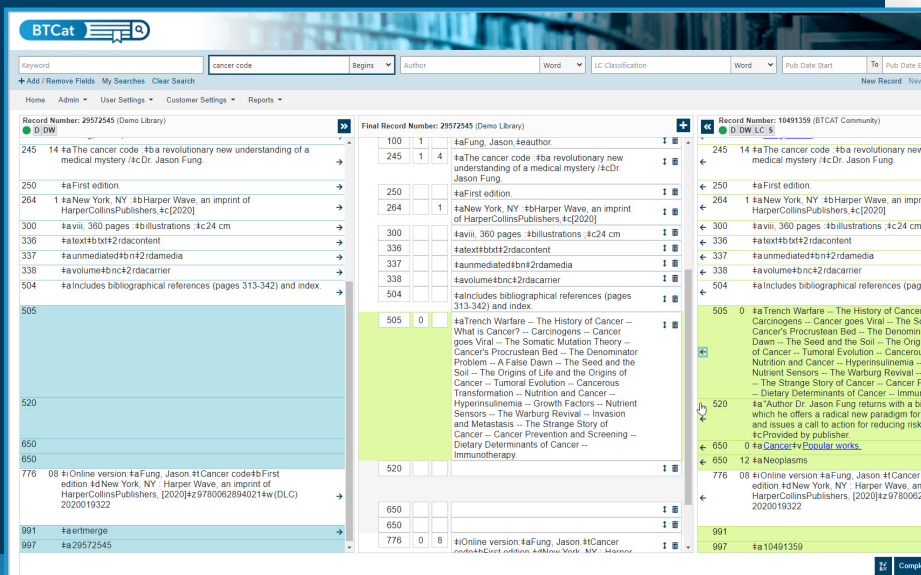 BTCat
Keyword
cancer code
Begins
Author
Word
LC Classification
Word
Pub Date Start
To
Pub Date E
+ Add / Remove Fields My Searches Clear Search
New Record New
Home Admin User Settings Customer Settings Reports
Record Number: 29572545 (Demo Library)
D DW
245 14 ‡aThe cancer code :‡ba revolutionary new understanding of a
medical mystery /‡cDr. Jason Fung.
250 ‡aFirst edition.
264 1 ‡aNew York, NY :‡bHarper Wave, an imprint of
HarperCollinsPublishers,‡c[2020]
300 ‡aviii, 360 pages :‡billustrations ;‡c24 cm
336 ‡atext‡btxt‡2rdacontent
337 ‡aunmediated‡bn‡2rdamedia
338 ‡avolume‡bnc‡2rdacarrier
504 ‡aIncludes bibliographical references (pages 313-342) and index.
505
520
650
650
776 08 ‡iOnline version:‡aFung, Jason.‡tCancer code‡bFirst
edition.‡dNew York, NY : Harper Wave, an imprint of
HarperCollinsPublishers, [2020]‡z9780062894021‡w(DLC)
2020019322
991 ‡aertmerge
997 ‡a29572545
Final Record Number: 29572545 (Demo Library)
100 1 ‡aFung, Jason,‡eauthor.
245 1 4 ‡aThe cancer code :‡ba revolutionary new
understanding of a medical mystery /‡cDr.
Jason Fung.
250 ‡aFirst edition.
264 1 ‡aNew York, NY :‡bHarper Wave, an imprint
of HarperCollinsPublishers,‡c[2020]
300 ‡aviii, 360 pages :‡billustrations ;‡c24 cm
336 ‡atext‡btxt‡2rdacontent
337 ‡aunmediated‡bn‡2rdamedia
338 ‡avolume‡bnc‡2rdacarrier
504 ‡aIncludes bibliographical references (pages
313-342) and index.
505 0 ‡aTrench Warfare -- The History of Cancer --
What is Cancer? -- Carcinogens -- Cancer
goes Viral -- The Somatic Mutation Theory --
Cancer's Procrustean Bed -- The Denominator
Problem -- A False Dawn -- The Seed and the
Soil -- The Origins of Life and the Origins of
Cancer -- Tumoral Evolution -- Cancerous
Transformation -- Nutrition and Cancer --
Hyperinsulinemia -- Growth Factors -- Nutrient
Sensors -- The Warburg Revival -- Invasion
and Metastasis -- The Strange Story of
Cancer -- Cancer Prevention and Screening --
Dietary Determinants of Cancer --
Immunotherapy.
520
650
650
776 0 8 ‡iOnline version:‡aFung, Jason.‡tCancer
code‡bFirst edition.‡dNew York, NY : Harper
Record Number: 10491359 (BTCAT Community)
D DW LC S
245 14 ‡aThe cancer code :‡ba revolutionary new
medical mystery /‡cDr. Jason Fung.
250 ‡aFirst edition.
264 1 ‡aNew York, NY :‡bHarper Wave, an impr
HarperCollinsPublishers,‡c[2020]
300 ‡aviii, 360 pages :‡billustrations ;‡c24 cm
336 ‡atext‡btxt‡2rdacontent
337 ‡aunmediated‡bn‡2rdamedia
338 ‡avolume‡bnc‡2rdacarrier
504 ‡aIncludes bibliographical references (pag
505 0 ‡aTrench Warfare -- The History of Cancer
Carcinogens -- Cancer goes Viral -- The So
Cancer's Procrustean Bed -- The Denomin
Dawn -- The Seed and the Soil -- The Orig
of Cancer -- Tumoral Evolution -- Cancerou
Nutrition and Cancer -- Hyperinsulinemia --
Nutrient Sensors -- The Warburg Revival --
-- The Strange Story of Cancer -- Cancer P
-- Dietary Determinants of Cancer -- Immu
520 ‡a"Author Dr. Jason Fung returns with a bi
which he offers a radical new paradigm for
and issues a call to action for reducing risk
‡cProvided by publisher.
650 0 ‡aCancer‡vPopular works.
650 12 ‡aNeoplasms
776 08 ‡iOnline version:‡aFung, Jason.‡tCancer
edition.‡dNew York, NY : Harper Wave, an
HarperCollinsPublishers, [2020]‡z9780062
2020019322
991
997 ‡a10491359
Compl